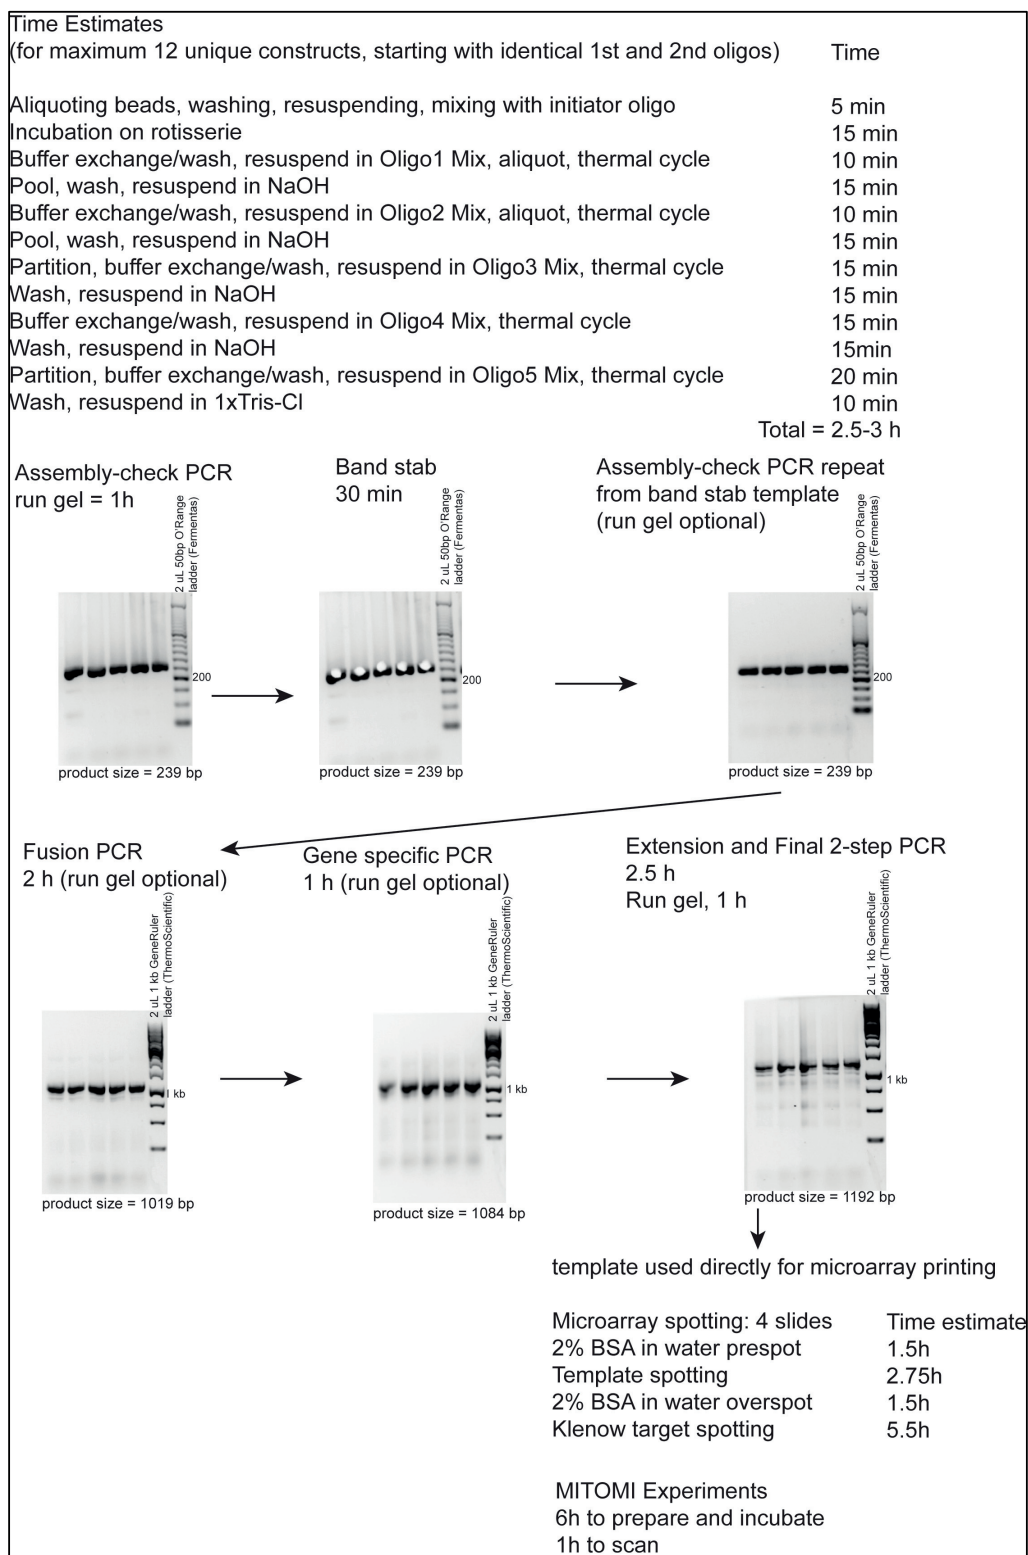 Time Estimates
(for maximum 12 unique constructs, starting with identical 1st and 2nd oligos) Time
Aliquoting beads, washing, resuspending, mixing with initiator oligo 5 min
Incubation on rotisserie 15 min
Buffer exchange/wash, resuspend in Oligo1 Mix, aliquot, thermal cycle 10 min
Pool, wash, resuspend in NaOH 15 min
Buffer exchange/wash, resuspend in Oligo2 Mix, aliquot, thermal cycle 10 min
Pool, wash, resuspend in NaOH 15 min
Partition, buffer exchange/wash, resuspend in Oligo3 Mix, thermal cycle 15 min
Wash, resuspend in NaOH 15 min
Buffer exchange/wash, resuspend in Oligo4 Mix, thermal cycle 15 min
Wash, resuspend in NaOH 15min
Partition, buffer exchange/wash, resuspend in Oligo5 Mix, thermal cycle 20 min
Wash, resuspend in 1xTris-Cl 10 min
Total = 2.5-3 h
Assembly-check PCR
run gel = 1h
2 uL 50bp O'Range
ladder (Fermentas)
200
product size = 239 bp
Band stab
30 min
2 uL 50bp O'Range
ladder (Fermentas)
200
product size = 239 bp
Assembly-check PCR repeat
from band stab template
(run gel optional)
2 uL 50bp O'Range
ladder (Fermentas)
200
product size = 239 bp
Fusion PCR
2 h (run gel optional)
2 uL 1 kb GeneRuler
ladder (ThermoScientific)
1 kb
product size = 1019 bp
Gene specific PCR
1 h (run gel optional)
2 uL 1 kb GeneRuler
ladder (ThermoScientific)
1 kb
product size = 1084 bp
Extension and Final 2-step PCR
2.5 h
Run gel, 1 h
2 uL 1 kb GeneRuler
ladder (ThermoScientific)
1 kb
product size = 1192 bp
template used directly for microarray printing
Microarray spotting: 4 slides Time estimate
2% BSA in water prespot 1.5h
Template spotting 2.75h
2% BSA in water overspot 1.5h
Klenow target spotting 5.5h
MITOMI Experiments
6h to prepare and incubate
1h to scan